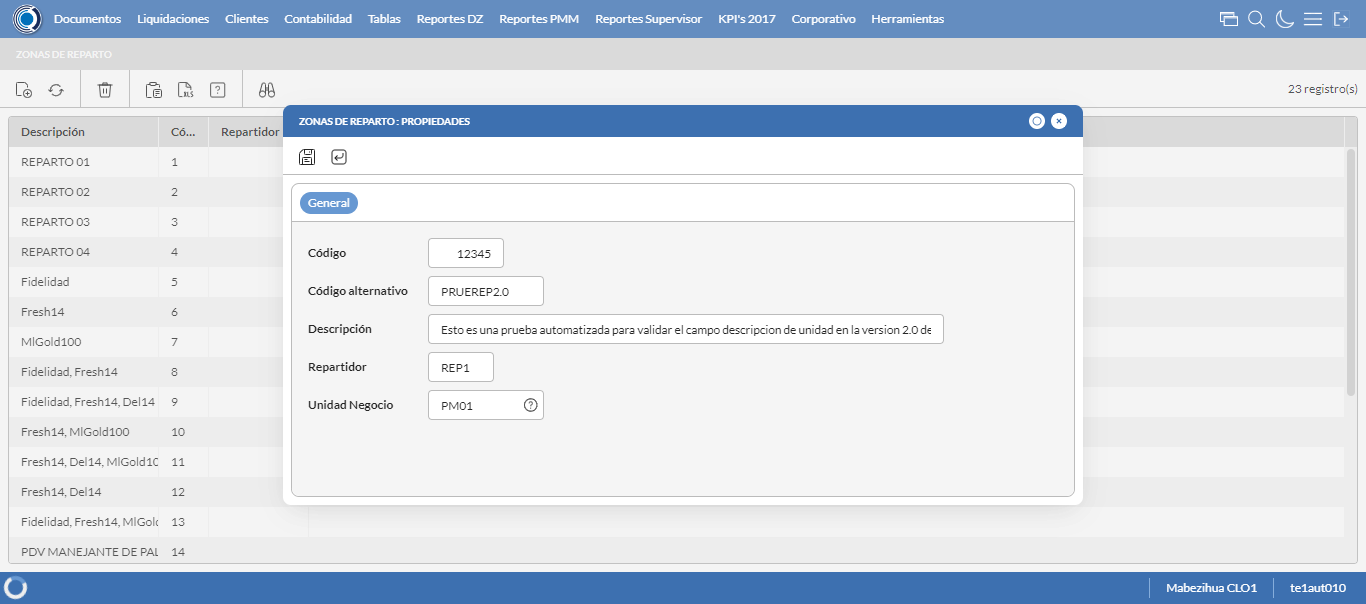 Documentos Liquidaciones Clientes Contabilidad Tablas Reportes DZ Reportes PMM Reportes Supervisor KPI's 2017 Corporativo Herramientas
ZONAS DE REPARTO
XLS ?
23 registro(s)
Descripción Có... Repartidor
REPARTO 01 1
REPARTO 02 2
REPARTO 03 3
REPARTO 04 4
Fidelidad 5
Fresh14 6
MlGold100 7
Fidelidad, Fresh14 8
Fidelidad, Fresh14, Del14 9
Fresh14, MlGold100 10
Fresh14, Del14, MlGold10 11
Fresh14, Del14 12
Fidelidad, Fresh14, MlGold 13
PDV MANEJANTE DE PAL 14
ZONAS DE REPARTO : PROPIEDADES
General
Código 12345
Código alternativo PRUEREP2.0
Descripción Esto es una prueba automatizada para validar el campo descripcion de unidad en la version 2.0 de
Repartidor REP1
Unidad Negocio PM01 ?
Mabezihua CLO1 te1aut010